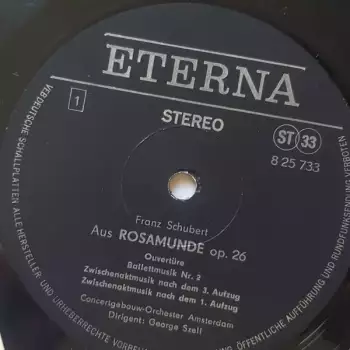 ETERNA
1
STEREO
ST 33
8 25 733
Franz Schubert
Aus ROSAMUNDE op. 26
Ouvertüre
Ballettmusik Nr. 2
Zwischenaktmusik nach dem 3. Aufzug
Zwischenaktmusik nach dem 1. Aufzug
Concertgebouw-Orchester Amsterdam
Dirigent: George Szell
VEB DEUTSCHE SCHALLPLATTEN
ALLE HERSTELLER- UND URHEBERRECHTE VORBEHALTEN
ÖFFENTLICHE AUFFÜHRUNG UND RUNDFUNKSENDUNG VERBOTEN